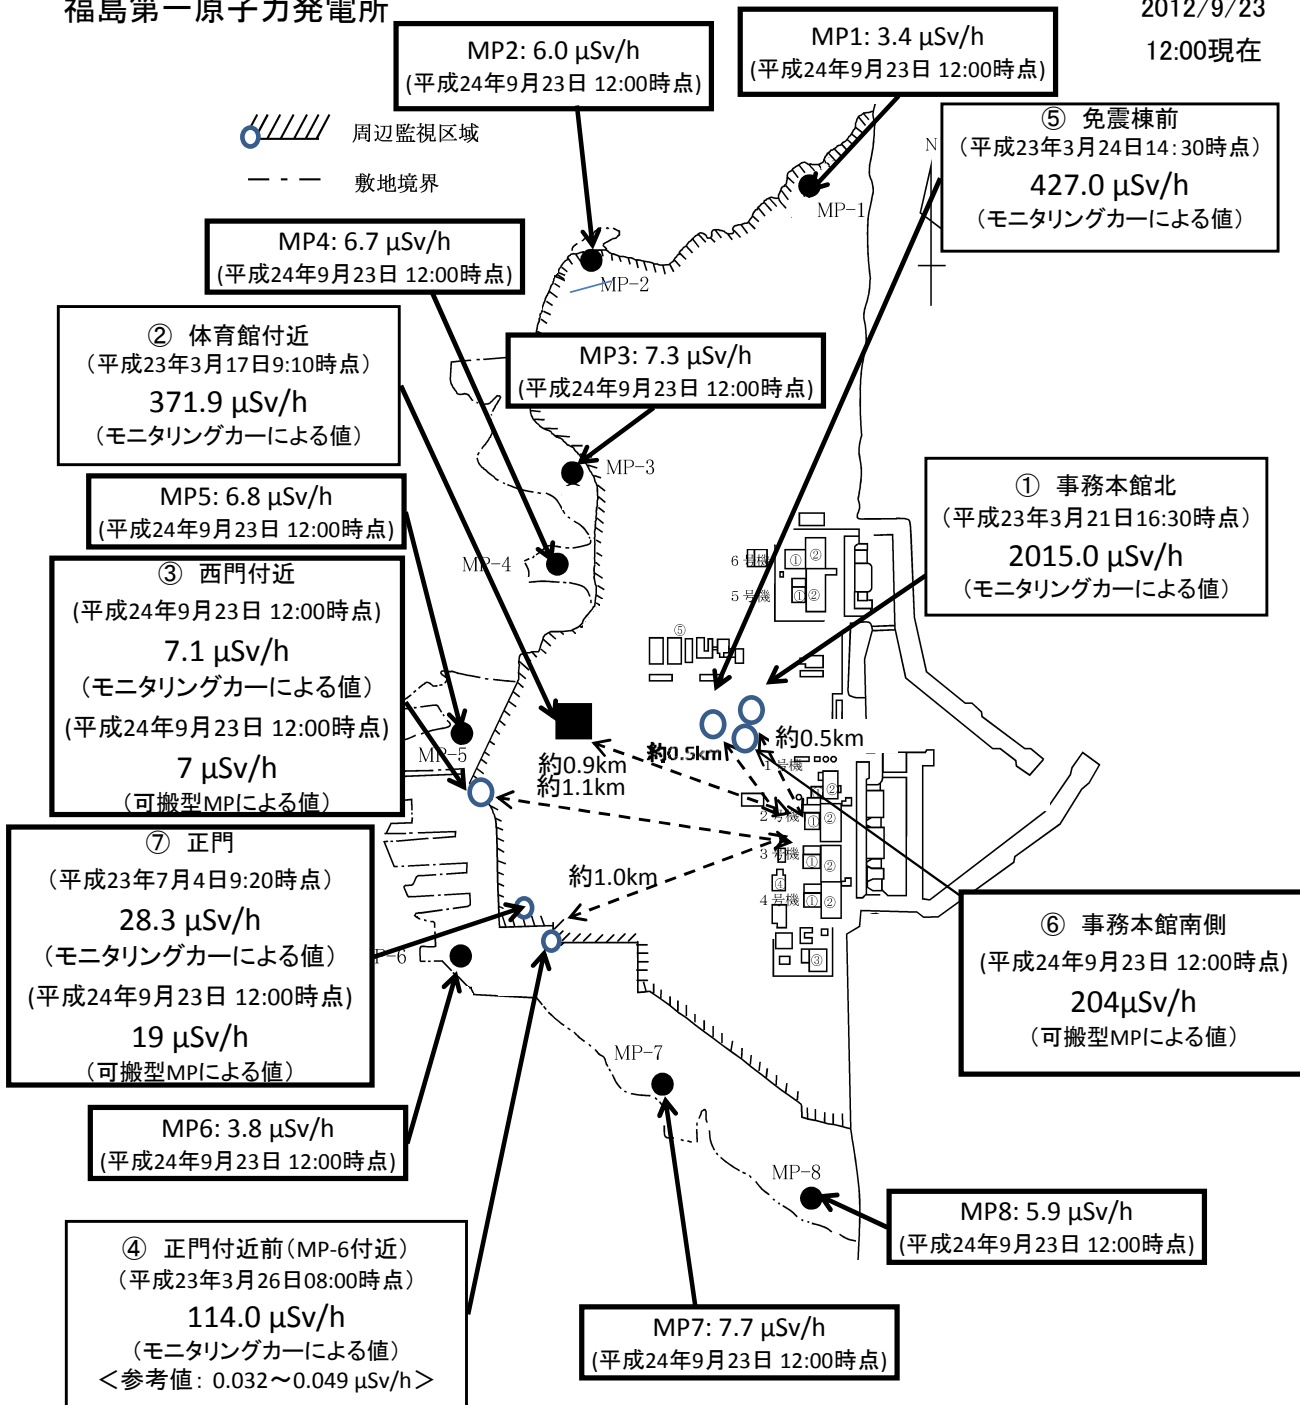 福島第一原子力発電所
2012/9/23
12:00現在
MP2: 6.0 μSv/h
(平成24年9月23日 12:00時点)
MP1: 3.4 μSv/h
(平成24年9月23日 12:00時点)
⑤ 免震棟前
(平成23年3月24日14:30時点)
427.0 μSv/h
(モニタリングカーによる値)
周辺監視区域
敷地境界
N
MP-1
MP4: 6.7 μSv/h
(平成24年9月23日 12:00時点)
MP-2
② 体育館付近
(平成23年3月17日9:10時点)
371.9 μSv/h
(モニタリングカーによる値)
MP3: 7.3 μSv/h
(平成24年9月23日 12:00時点)
MP-3
MP5: 6.8 μSv/h
(平成24年9月23日 12:00時点)
① 事務本館北
(平成23年3月21日16:30時点)
2015.0 μSv/h
(モニタリングカーによる値)
MP-4
6号機
① ②
5号機
① ②
③ 西門付近
(平成24年9月23日 12:00時点)
7.1 μSv/h
(モニタリングカーによる値)
(平成24年9月23日 12:00時点)
7 μSv/h
(可搬型MPによる値)
⑤
MP-5
約0.9km
約1.1km
約0.5km
約0.5km
1号機
②
2号機
① ②
3号機
① ②
④
4号機
① ②
③
約1.0km
⑦ 正門
(平成23年7月4日9:20時点)
28.3 μSv/h
(モニタリングカーによる値)
(平成24年9月23日 12:00時点)
19 μSv/h
(可搬型MPによる値)
P-6
⑥ 事務本館南側
(平成24年9月23日 12:00時点)
204μSv/h
(可搬型MPによる値)
MP-7
MP6: 3.8 μSv/h
(平成24年9月23日 12:00時点)
MP-8
MP8: 5.9 μSv/h
(平成24年9月23日 12:00時点)
④ 正門付近前(MP-6付近)
(平成23年3月26日08:00時点)
114.0 μSv/h
(モニタリングカーによる値)
<参考値: 0.032～0.049 μSv/h>
MP7: 7.7 μSv/h
(平成24年9月23日 12:00時点)